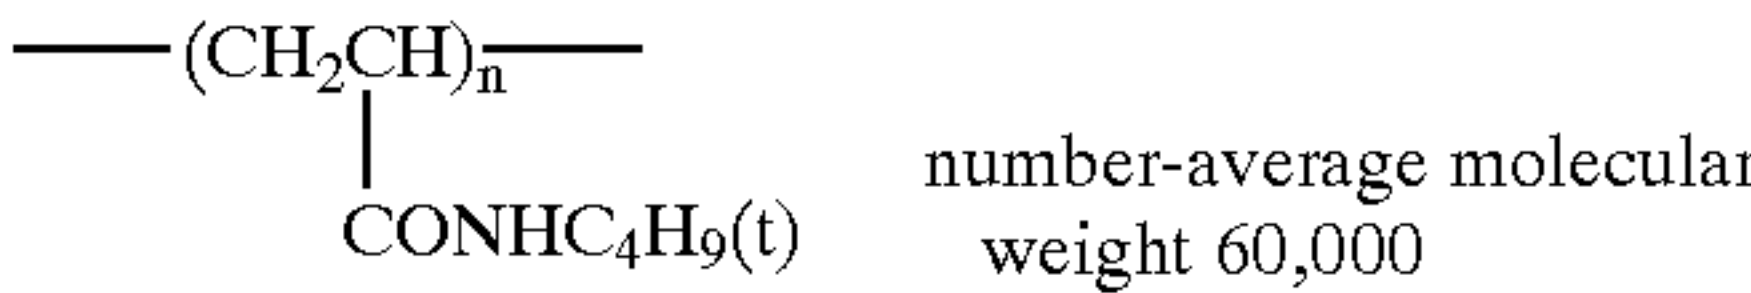 (CH₂CH)ₙ
CONHC₄H₉(t)
number-average molecular
weight 60,000